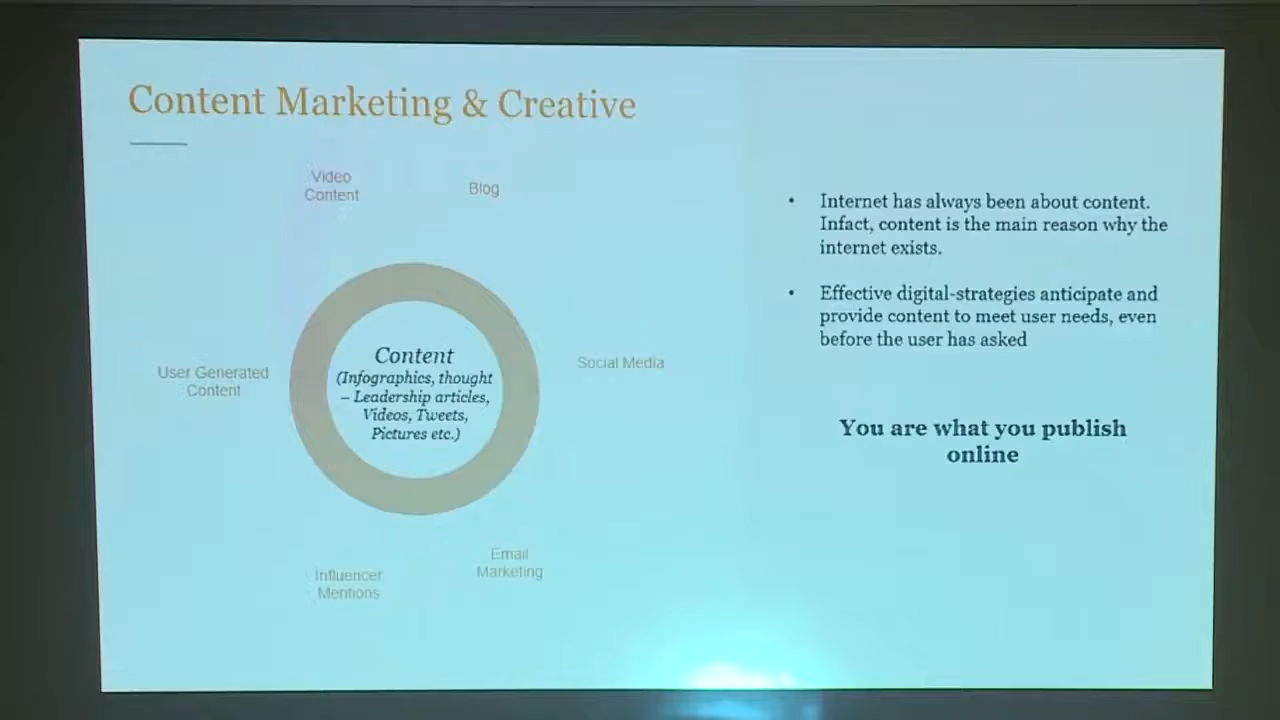 Content Marketing & Creative
Video
Content
Blog
User Generated
Content
Content
(Infographics, thought
– Leadership articles,
Videos, Tweets,
Pictures etc.)
Social Media
Influencer
Mentions
Email
Marketing
• Internet has always been about content.
Infact, content is the main reason why the
internet exists.
• Effective digital-strategies anticipate and
provide content to meet user needs, even
before the user has asked
You are what you publish
online